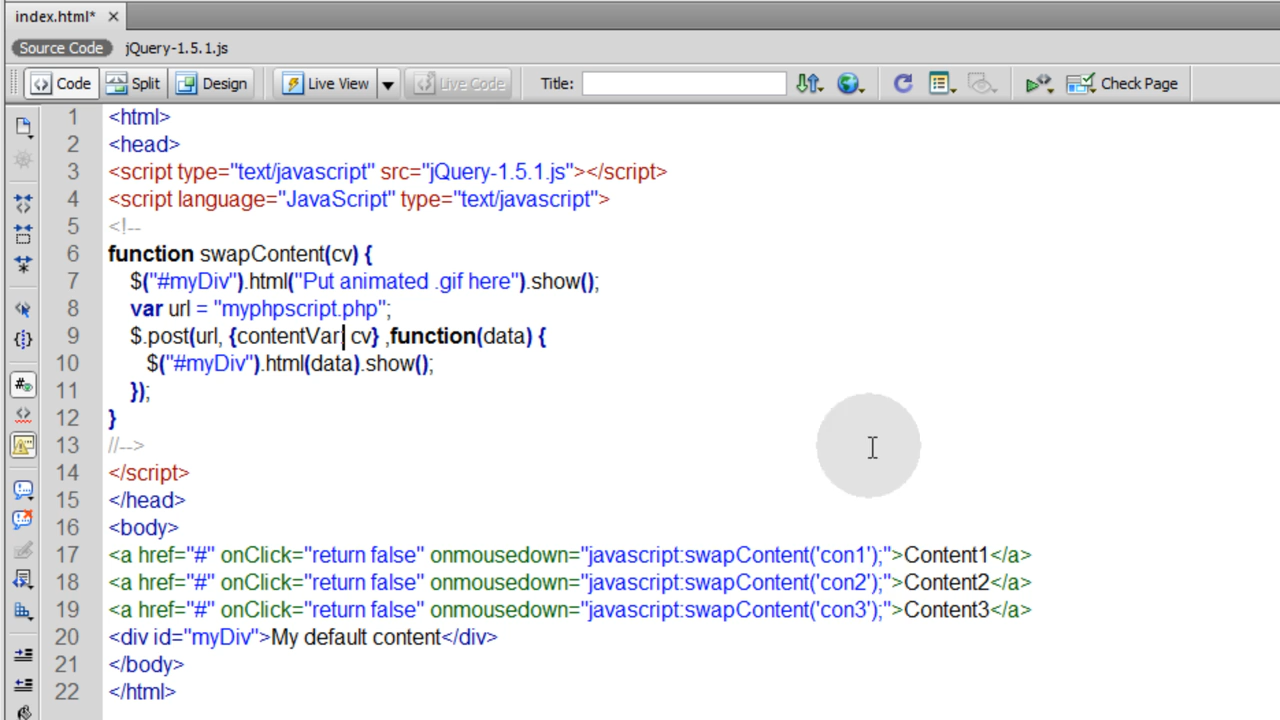 index.html* ×
Source Code jQuery-1.5.1.js
Code Split Design Live View Live Code Title: Check Page
1 <html>
2 <head>
3 <script type="text/javascript" src="jQuery-1.5.1.js"></script>
4 <script language="JavaScript" type="text/javascript">
5 <!--
6 function swapContent(cv) {
7 $("#myDiv").html("Put animated .gif here").show();
8 var url = "myphpscript.php";
9 $.post(url, {contentVar: cv} ,function(data) {
10 $("#myDiv").html(data).show();
11 });
12 }
13 //-->
14 </script>
15 </head>
16 <body>
17 <a href="#" onClick="return false" onmousedown="javascript:swapContent('con1');">Content1</a>
18 <a href="#" onClick="return false" onmousedown="javascript:swapContent('con2');">Content2</a>
19 <a href="#" onClick="return false" onmousedown="javascript:swapContent('con3');">Content3</a>
20 <div id="myDiv">My default content</div>
21 </body>
22 </html>